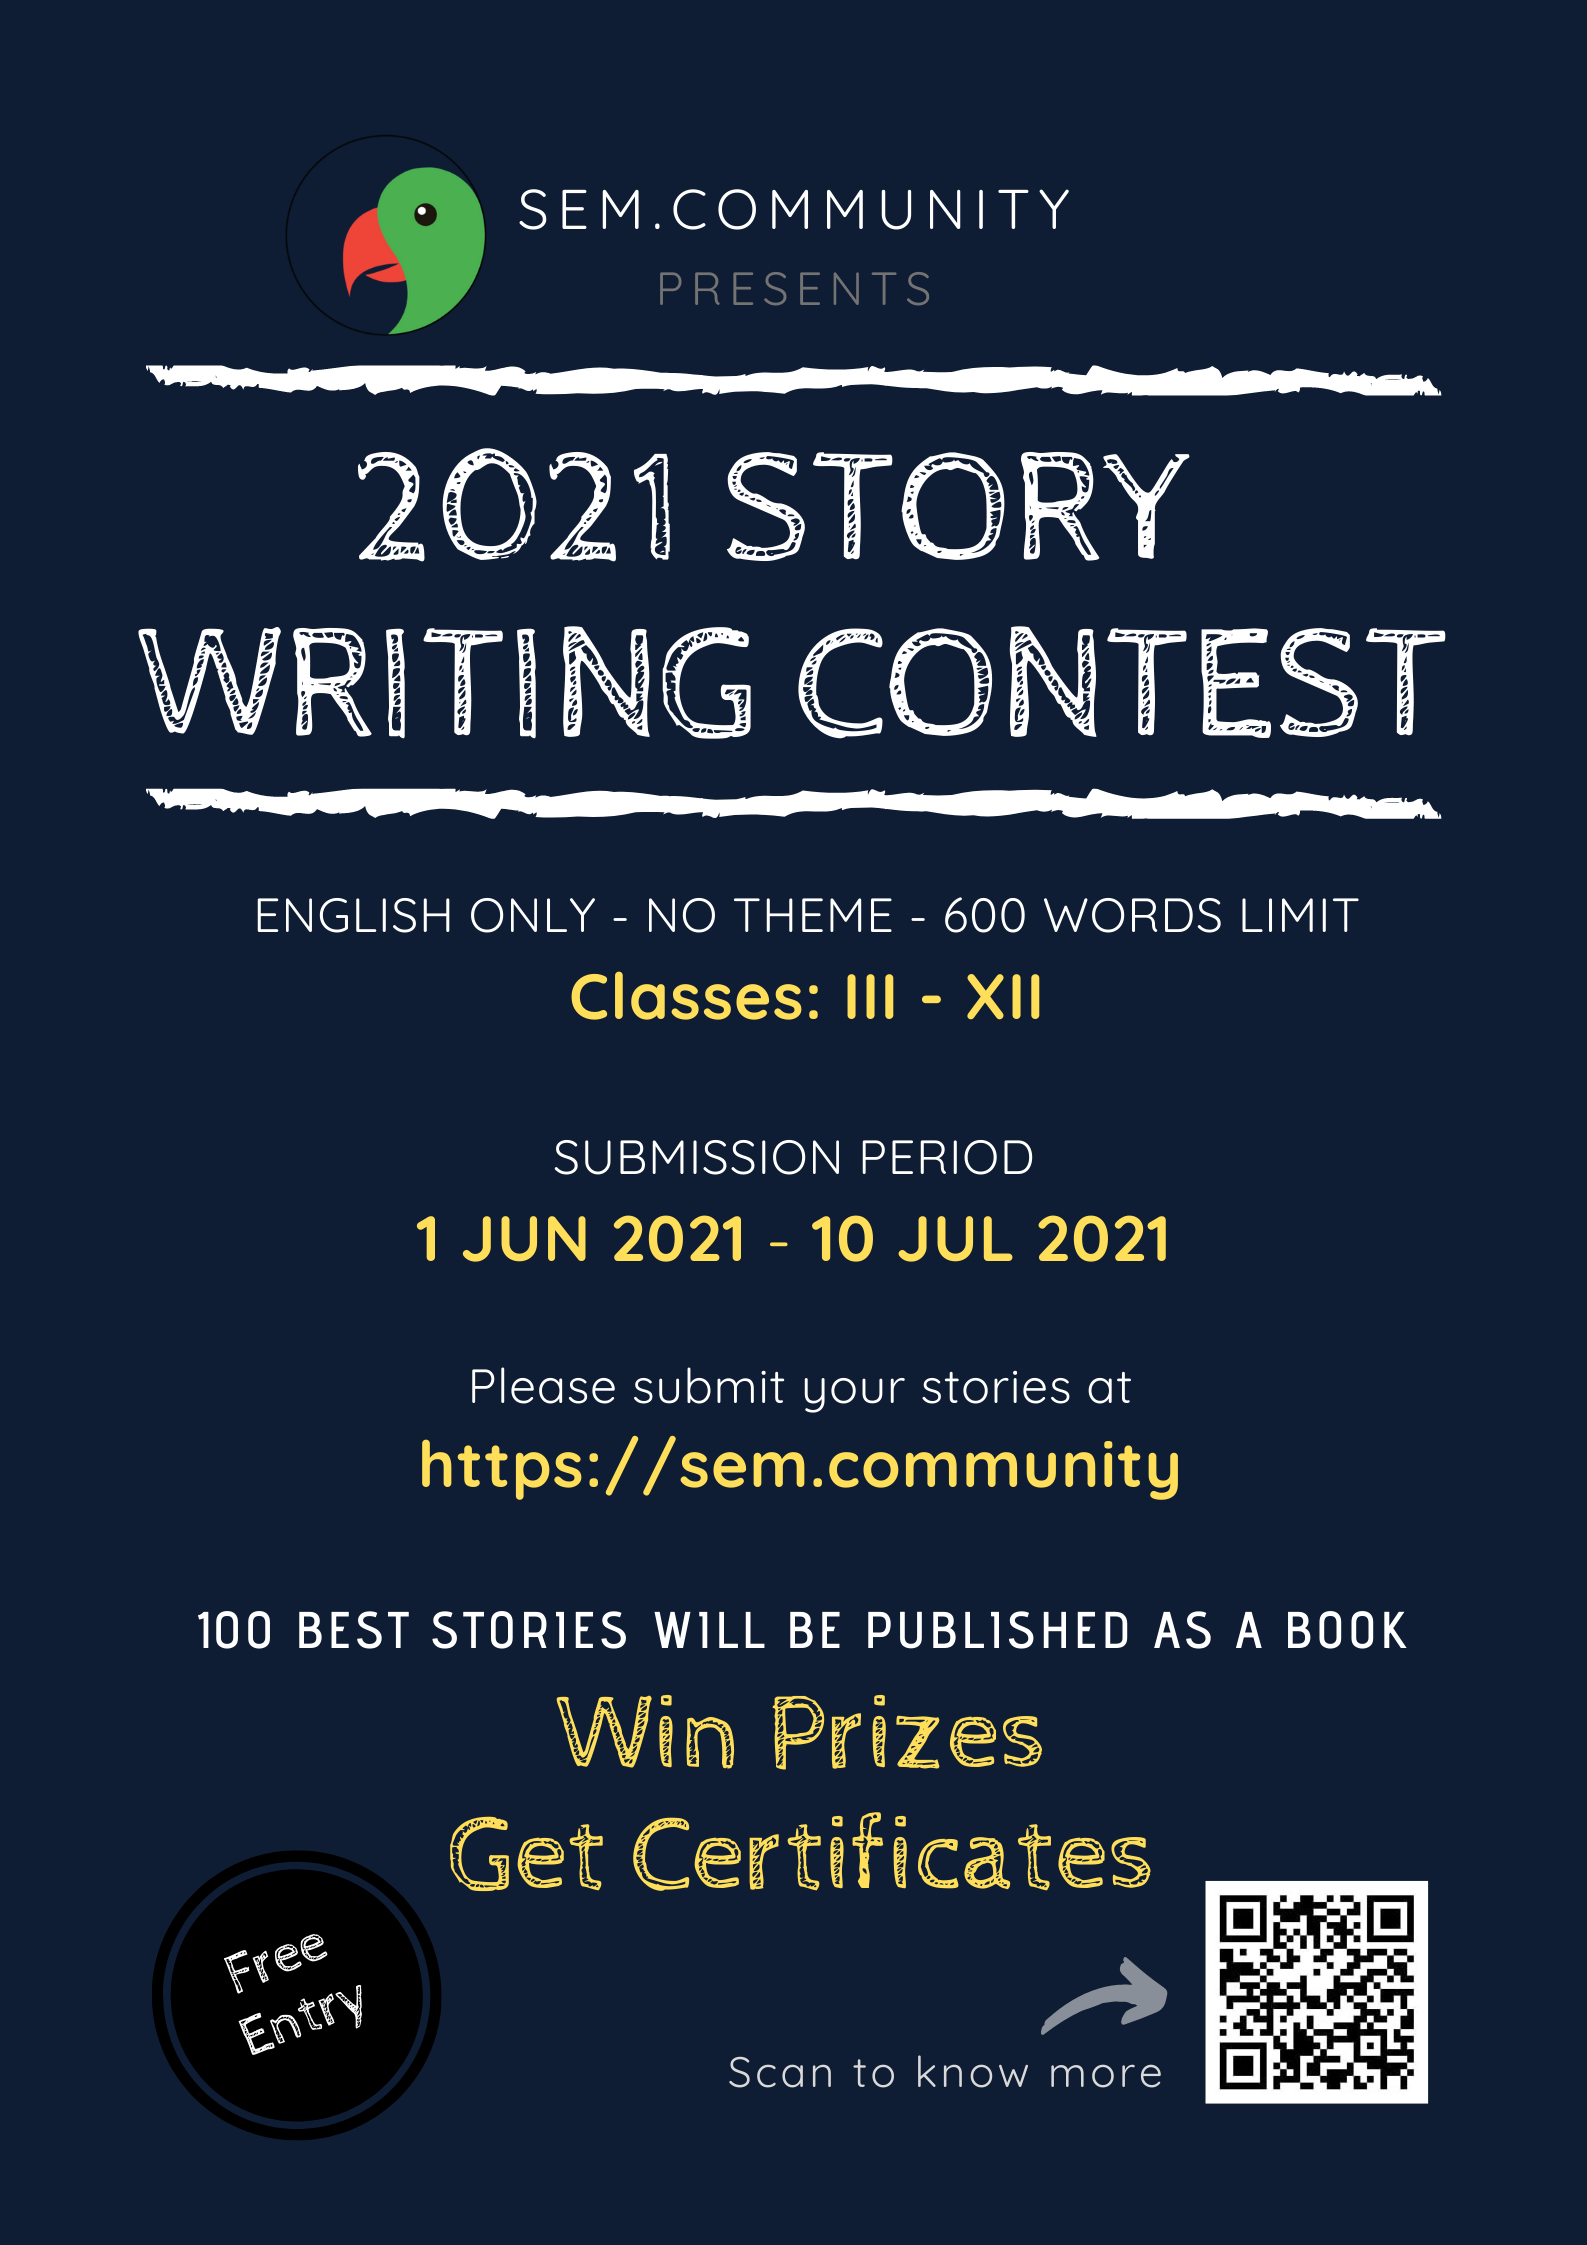 SEM.COMMUNITY
PRESENTS
2021 STORY
WRITING CONTEST
ENGLISH ONLY - NO THEME - 600 WORDS LIMIT
Classes: III - XII
SUBMISSION PERIOD
1 JUN 2021 - 10 JUL 2021
Please submit your stories at
https://sem.community
100 BEST STORIES WILL BE PUBLISHED AS A BOOK
Win Prizes
Get Certificates
Free
Entry
Scan to know more